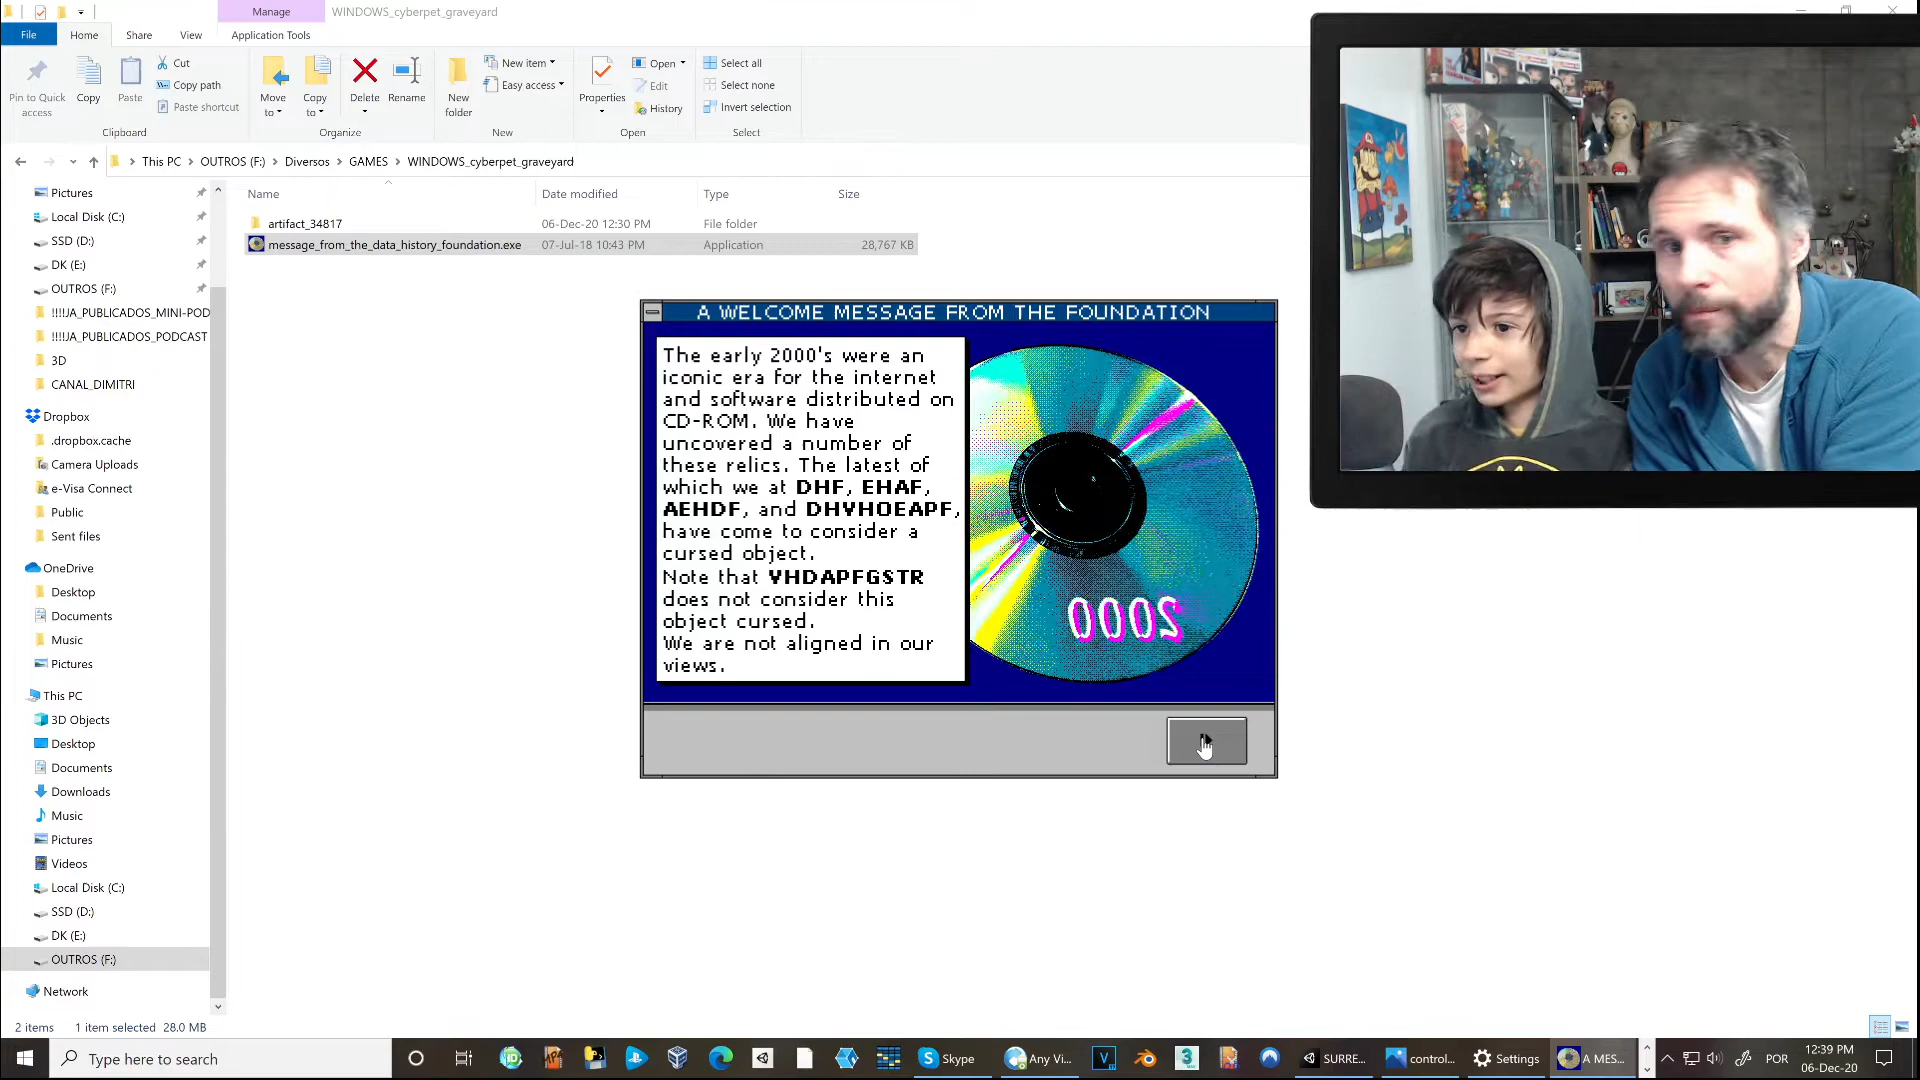 Manage
WINDOWS_cyberpet_graveyard
File
Home
Share
View
Application Tools
Pin to Quick access
Copy
Paste
Cut
Copy path
Paste shortcut
Clipboard
Move to
Copy to
Delete
Rename
Organize
New folder
New item
Easy access
New
Properties
Open
Edit
History
Open
Select all
Select none
Invert selection
Select
This PC > OUTROS (F:) > Diversos > GAMES > WINDOWS_cyberpet_graveyard
Name
Date modified
Type
Size
artifact_34817
06-Dec-20 12:30 PM
File folder
message_from_the_data_history_foundation.exe
07-Jul-18 10:43 PM
Application
28,767 KB
Pictures
Local Disk (C:)
SSD (D:)
DK (E:)
OUTROS (F:)
!!!!JA_PUBLICADOS_MINI-POD
!!!!JA_PUBLICADOS_PODCAST
3D
CANAL_DIMITRI
Dropbox
.dropbox.cache
Camera Uploads
e-Visa Connect
Public
Sent files
OneDrive
Desktop
Documents
Music
Pictures
This PC
3D Objects
Desktop
Documents
Downloads
Music
Pictures
Videos
Local Disk (C:)
SSD (D:)
DK (E:)
OUTROS (F:)
Network
A WELCOME MESSAGE FROM THE FOUNDATION
The early 2000's were an
iconic era for the internet
and software distributed on
CD-ROM. We have
uncovered a number of
these relics. The latest of
which we at DHF, EHAF,
AEHDF, and DHVHOEAPF,
have come to consider a
cursed object.
Note that VHDAPFGSTR
does not consider this
object cursed.
We are not aligned in our
views.
2000
2 items
1 item selected 28.0 MB
Type here to search
Skype
Any Vi...
SURRE...
control...
Settings
A MES...
POR
12:39 PM
06-Dec-20